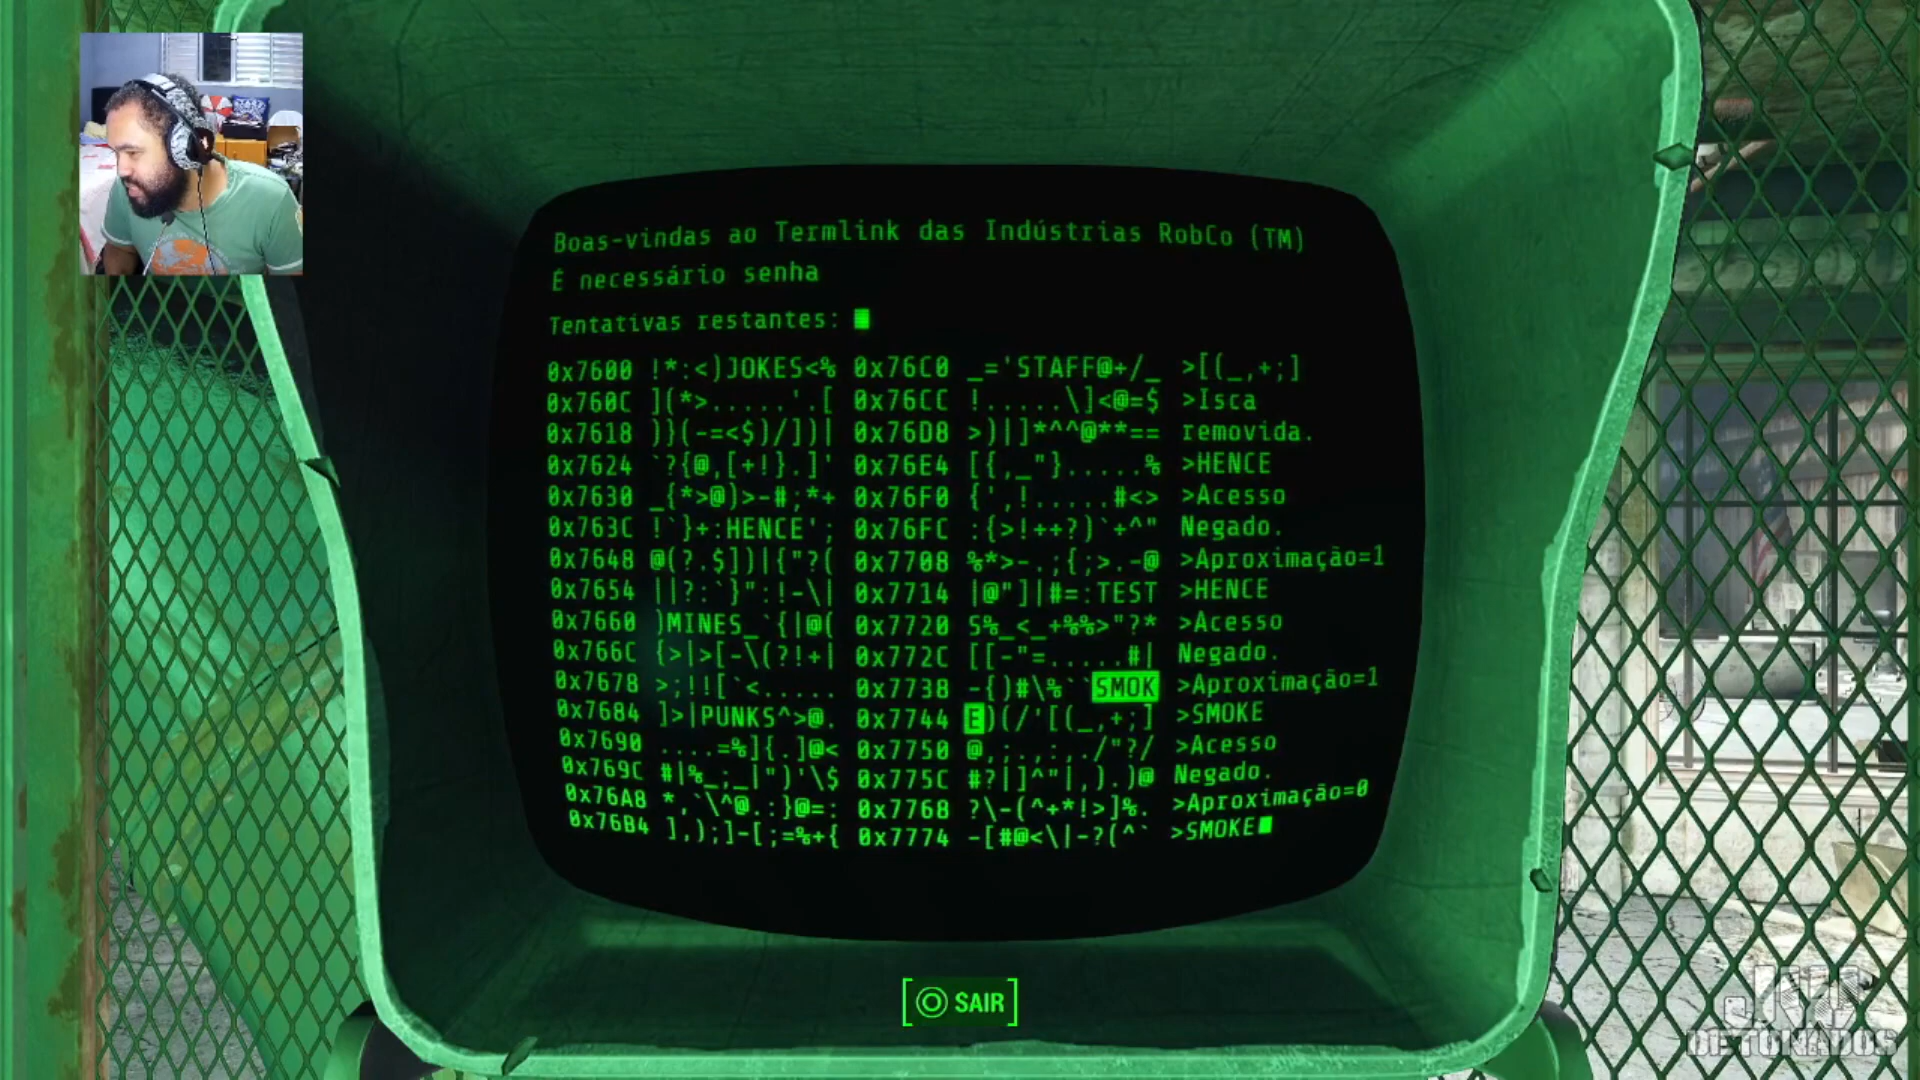 Boas-vindas ao Termlink das Indústrias RobCo (TM)
É necessário senha
Tentativas restantes:
0x7600 !*:<)JOKES<% 0x76C0 _='STAFF@+/_ >[(_,+;]
0x760C ](*>.....'.[ 0x76CC !.....\]<@=$ >Isca
0x7618 )}(-=<$)/])| 0x76D8 >)|]*^^@**== removida.
0x7624 `?{@,[+!}.]' 0x76E4 [{,_"}.....% >HENCE
0x7630 _{*>@)>-#;*+ 0x76F0 {',!.....#<> >Acesso
0x763C !`}+:HENCE'; 0x76FC :{>!++?)`+^" Negado.
0x7648 @(?.$])|{"?( 0x7708 %*>-.;{;>.-@ >Aproximação=1
0x7654 ||?:`}":!-\| 0x7714 |@"]|#=:TEST >HENCE
0x7660 )MINES_`{|@( 0x7720 S%_<_+%%>"?* >Acesso
0x766C {>|>[-\(?!+| 0x772C [[-"=.....#| Negado.
0x7678 >;!![`<..... 0x7738 -{)#\%``SMOK >Aproximação=1
0x7684 ]>|PUNKS^>@. 0x7744 E)(/'[(_,+;] >SMOKE
0x7690 ....=%]{.]@< 0x7750 @,;,;,:,./"?/ >Acesso
0x769C #|%_;_|")'\$ 0x775C #?|]^"|,).)@ Negado.
0x76A8 *,`\^@.:}@=: 0x7768 ?\-(^+*!>]%. >Aproximação=0
0x76B4 ],);]-[;=%+{ 0x7774 -[#@<\|-?(^` >SMOKE
SAIR
DETONADOS